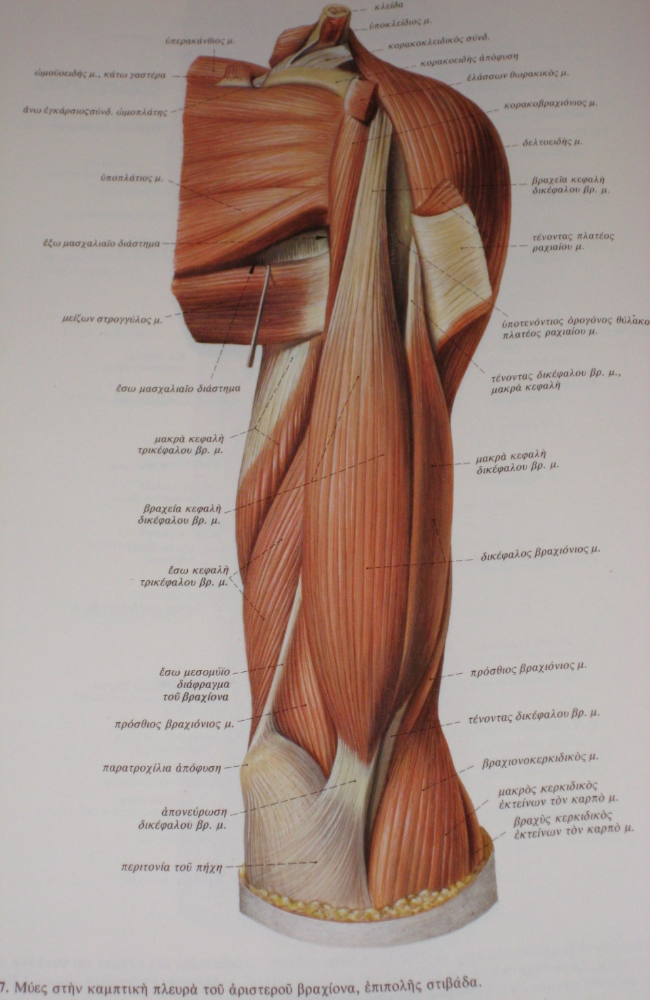 κλείδα
ὑποκλείδιος μ.
ὑπερακάνθιος μ.
κορακοκλειδικὸς σύνδ.
κορακοειδὴς ἀπόφυση
ὠμοϋοειδὴς μ., κάτω γαστέρα
ἐλάσσων θωρακικὸς μ.
ἄνω ἐγκάρσιος σύνδ. ὠμοπλάτης
κορακοβραχιόνιος μ.
δελτοειδὴς μ.
ὑποπλάτιος μ.
βραχεῖα κεφαλὴ
δικέφαλου βρ. μ.
ἔξω μασχαλιαῖο διάστημα
τένοντας πλατέος
ραχιαίου μ.
μείζων στρογγύλος μ.
ὑποτενόντιος ὀρογόνος θύλακο
πλατέος ραχιαίου μ.
ἔσω μασχαλιαῖο διάστημα
τένοντας δικέφαλου βρ. μ.,
μακρὰ κεφαλὴ
μακρὰ κεφαλὴ
τρικέφαλου βρ. μ.
μακρὰ κεφαλὴ
δικέφαλου βρ. μ.
βραχεία κεφαλὴ
δικέφαλου βρ. μ.
δικέφαλος βραχιόνιος μ.
ἔσω κεφαλὴ
τρικέφαλου βρ. μ.
ἔσω μεσομύϊο
διάφραγμα
τοῦ βραχίονα
πρόσθιος βραχιόνιος μ.
πρόσθιος βραχιόνιος μ.
τένοντας δικέφαλου βρ. μ.
παρατροχίλια ἀπόφυση
βραχιονοκερκιδικὸς μ.
μακρὸς κερκιδικὸς
ἐκτείνων τὸν καρπὸ μ.
ἀπονεύρωση
δικέφαλου βρ. μ.
βραχὺς κερκιδικὸς
ἐκτείνων τὸν καρπὸ μ.
περιτονία τοῦ πήχη
7. Μύες στὴν καμπτικὴ πλευρὰ τοῦ ἀριστεροῦ βραχίονα, ἐπιπολῆς στιβάδα.